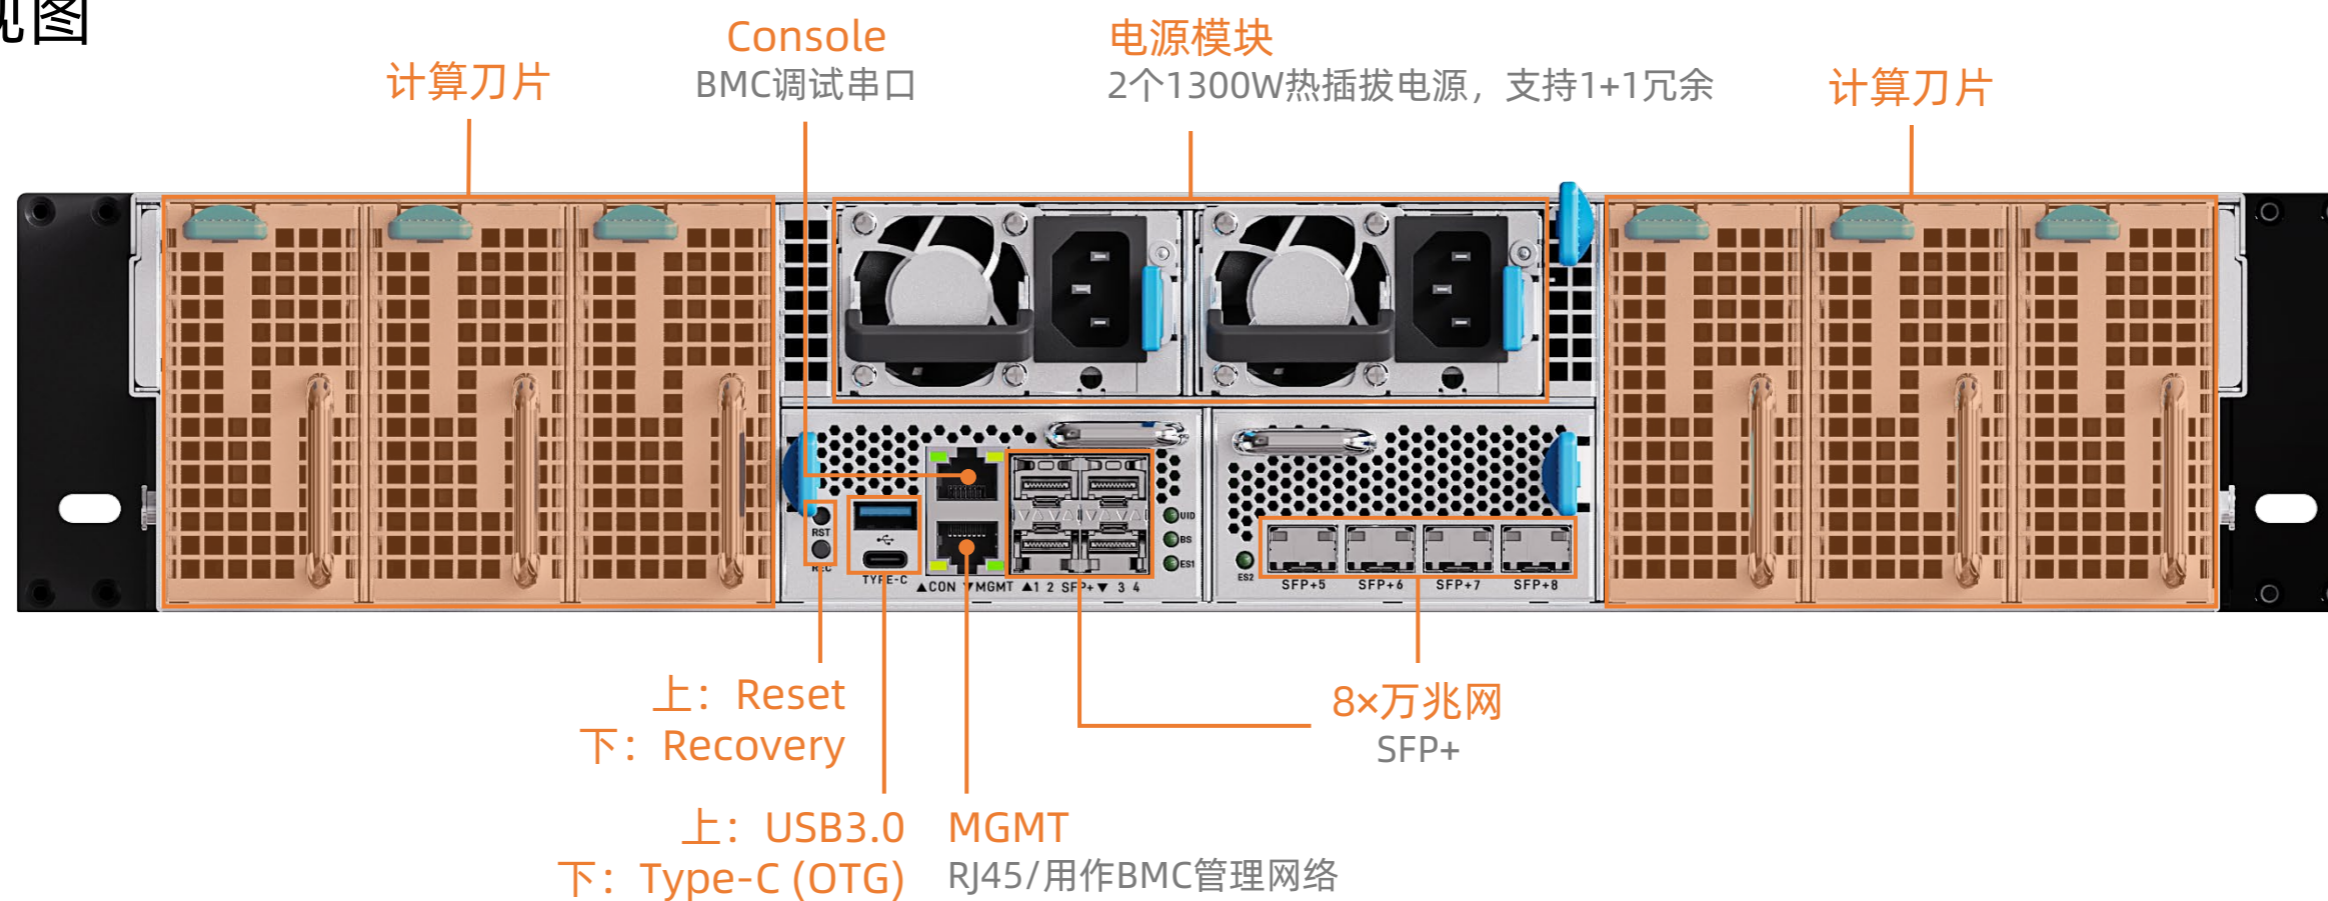 视图
Console
BMC调试串口
电源模块
2个1300W热插拔电源，支持1+1冗余
计算刀片
计算刀片
RST
REC
TYPE-C
▲CON ▼MGMT ▲1 2 SFP+▼ 3 4
UID
BS
ES1
ES2
SFP+5 SFP+6 SFP+7 SFP+8
上：Reset
下：Recovery
8×万兆网
SFP+
上：USB3.0
下：Type-C (OTG)
MGMT
RJ45/用作BMC管理网络